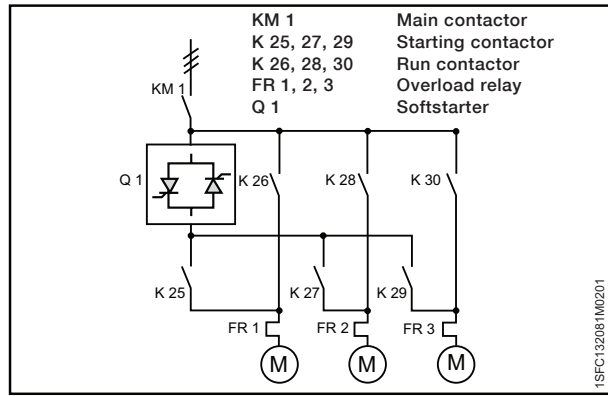 KM 1 Main contactor
K 25, 27, 29 Starting contactor
K 26, 28, 30 Run contactor
FR 1, 2, 3 Overload relay
Q 1 Softstarter
KM 1
Q 1
K 26
K 28
K 30
K 25
K 27
K 29
FR 1
FR 2
FR 3
M
M
M
1SFC132081M0201